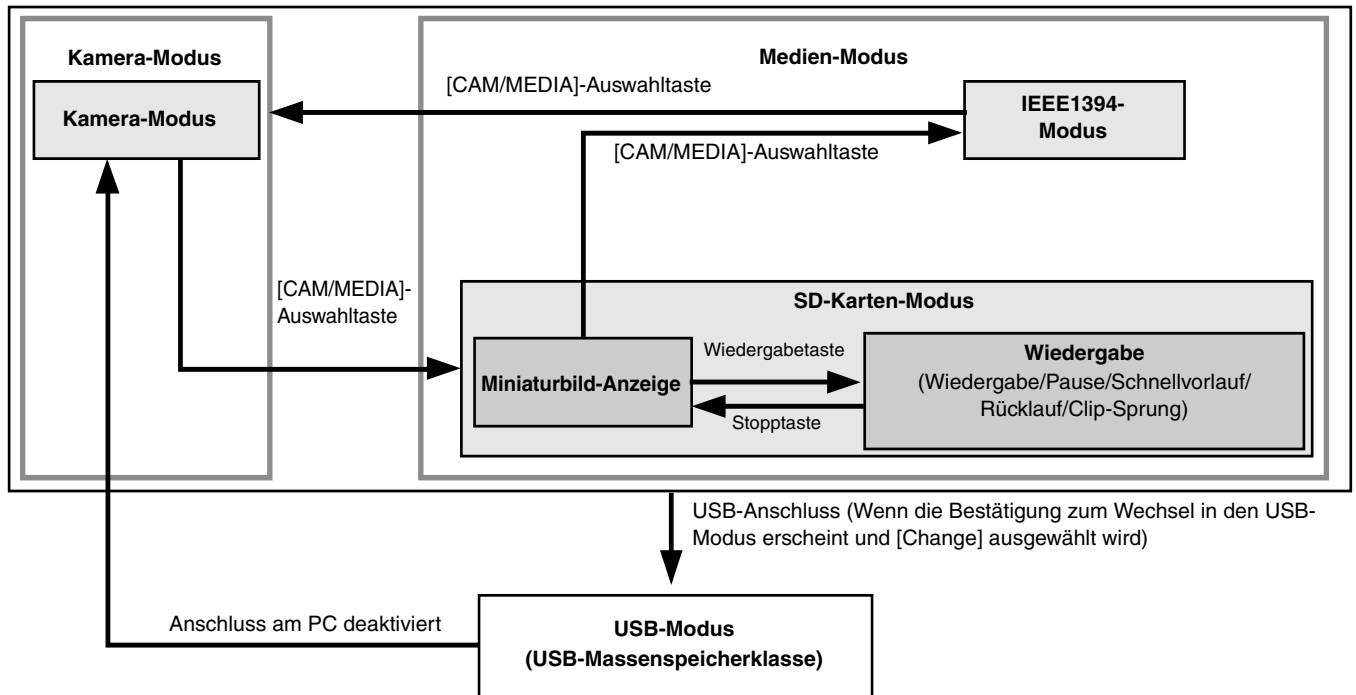 Kamera-Modus
Medien-Modus
Kamera-Modus
[CAM/MEDIA]-Auswahltaste
IEEE1394-
Modus
[CAM/MEDIA]-Auswahltaste
[CAM/MEDIA]-
Auswahltaste
SD-Karten-Modus
Miniaturbild-Anzeige
Wiedergabetaste
Stopptaste
Wiedergabe
(Wiedergabe/Pause/Schnellvorlauf/
Rücklauf/Clip-Sprung)
USB-Anschluss (Wenn die Bestätigung zum Wechsel in den USB-
Modus erscheint und [Change] ausgewählt wird)
Anschluss am PC deaktiviert
USB-Modus
(USB-Massenspeicherklasse)